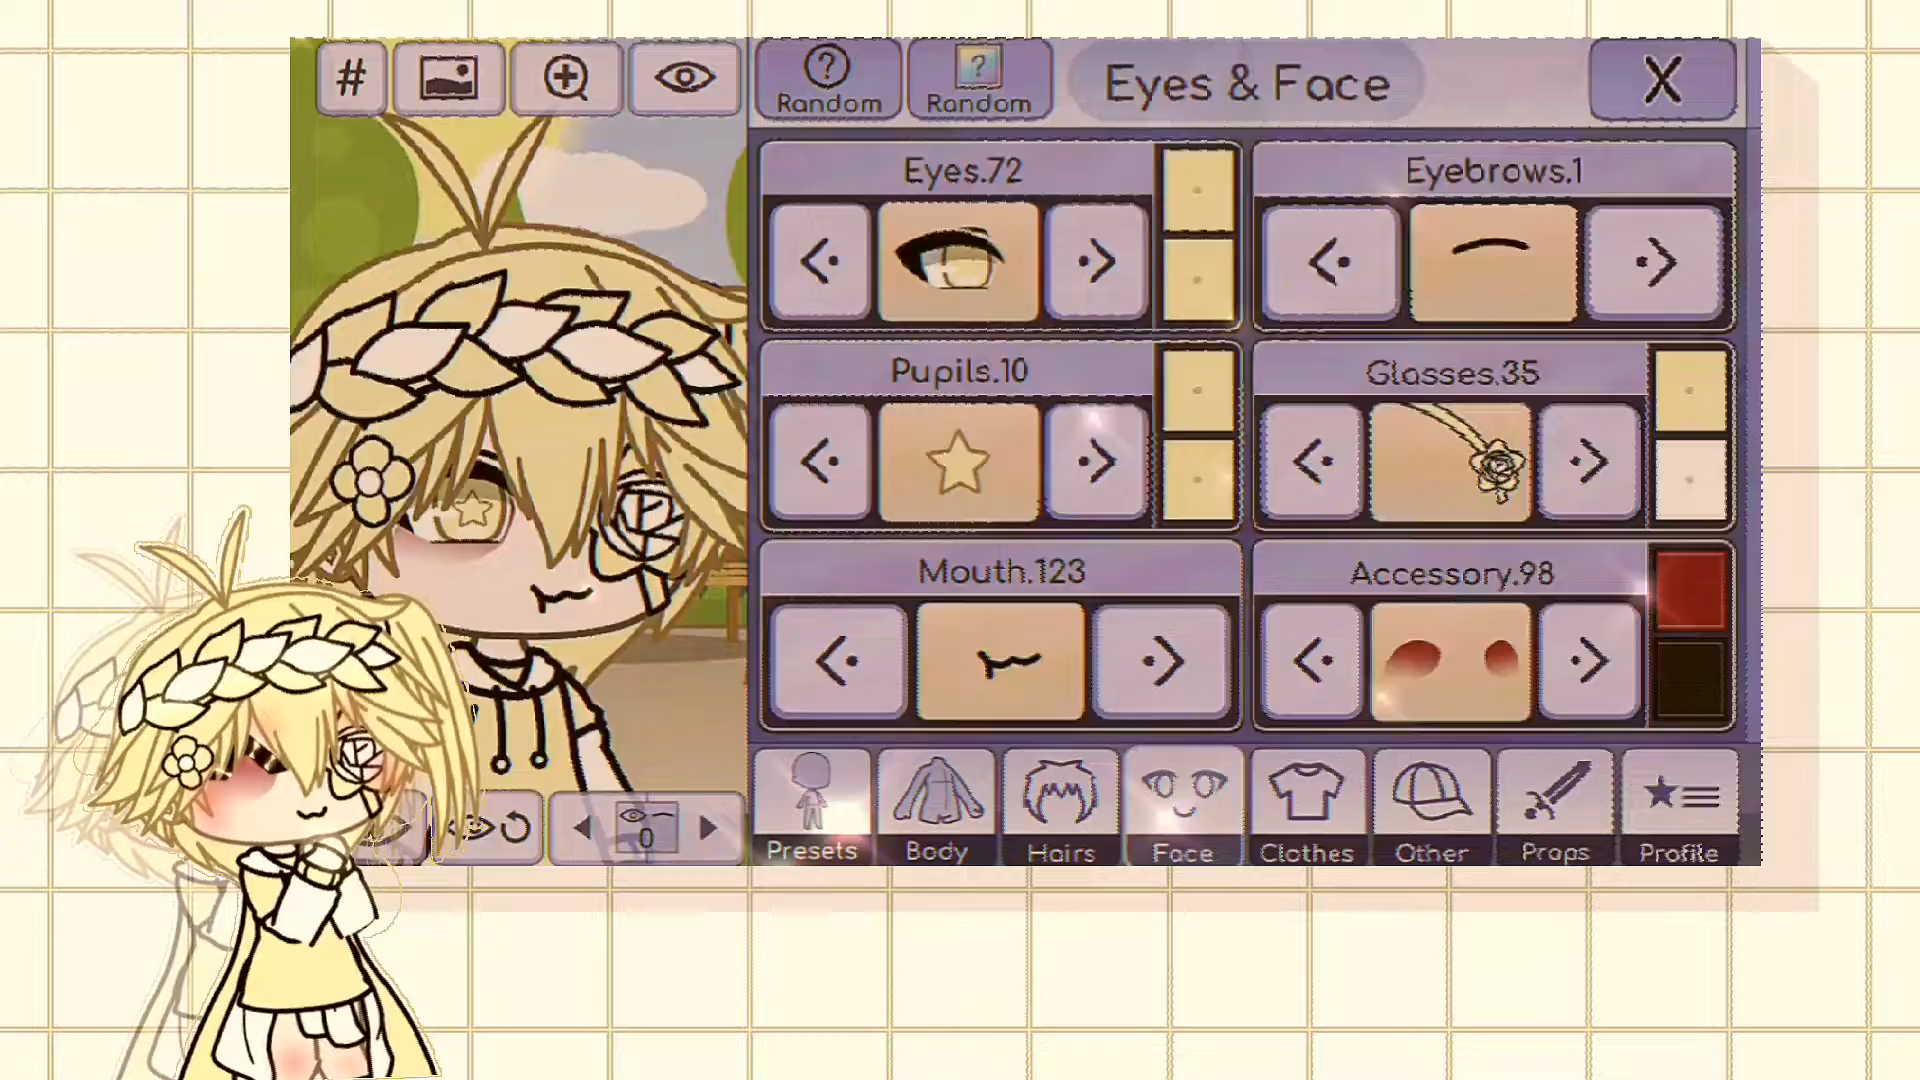 #
?
Random
?
Random
Eyes & Face
X
Eyes.72
Eyebrows.1
Pupils.10
Glasses.35
Mouth.123
Accessory.98
0
Presets
Body
Hairs
Face
Clothes
Other
Props
Profile